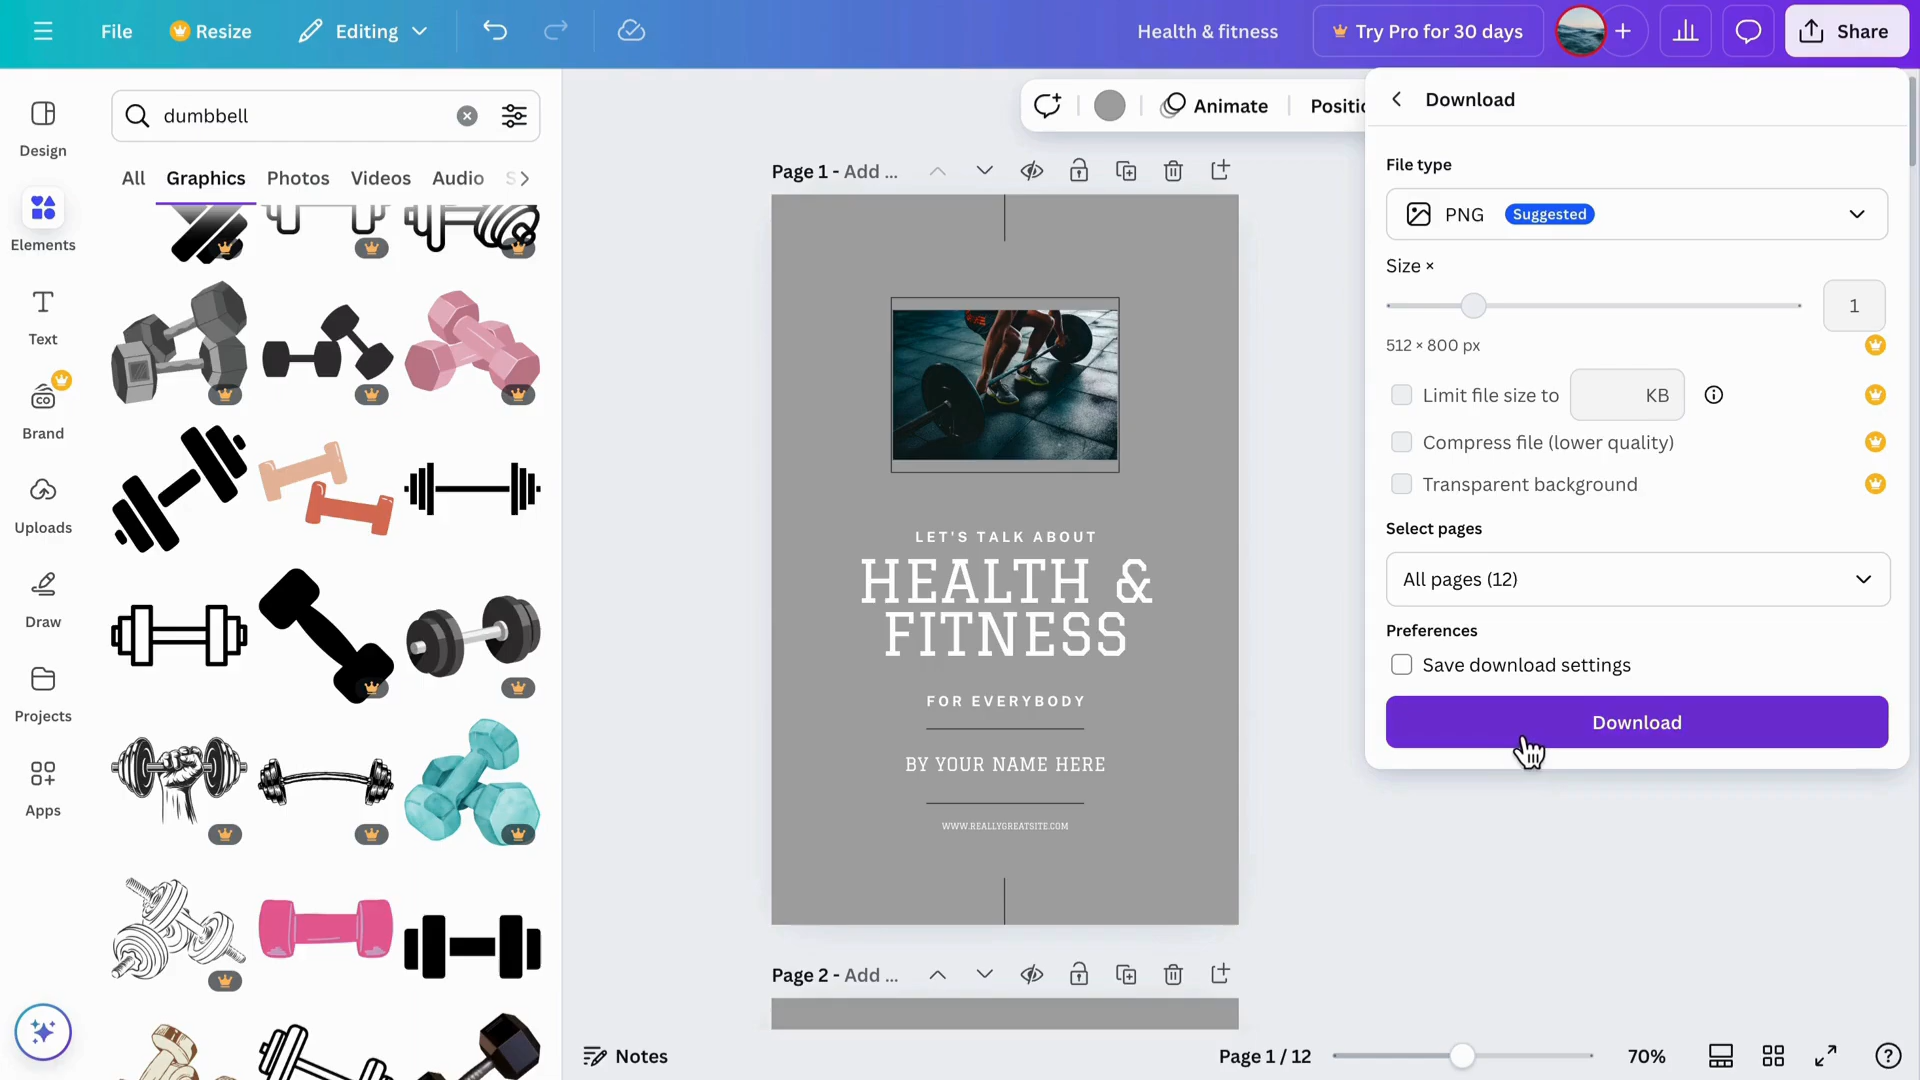 File
Resize
Editing
Health & fitness
Try Pro for 30 days
Share
Design
Elements
Text
Brand
Uploads
Draw
Projects
Apps
dumbbell
All Graphics Photos Videos Audio S
Animate
Positio
Page 1 - Add ...
LET'S TALK ABOUT
HEALTH &
FITNESS
FOR EVERYBODY
BY YOUR NAME HERE
WWW.REALLYGREATSITE.COM
Page 2 - Add ...
Download
File type
PNG Suggested
Size ×
1
512 × 800 px
Limit file size to KB
Compress file (lower quality)
Transparent background
Select pages
All pages (12)
Preferences
Save download settings
Download
Notes
Page 1 / 12
70%